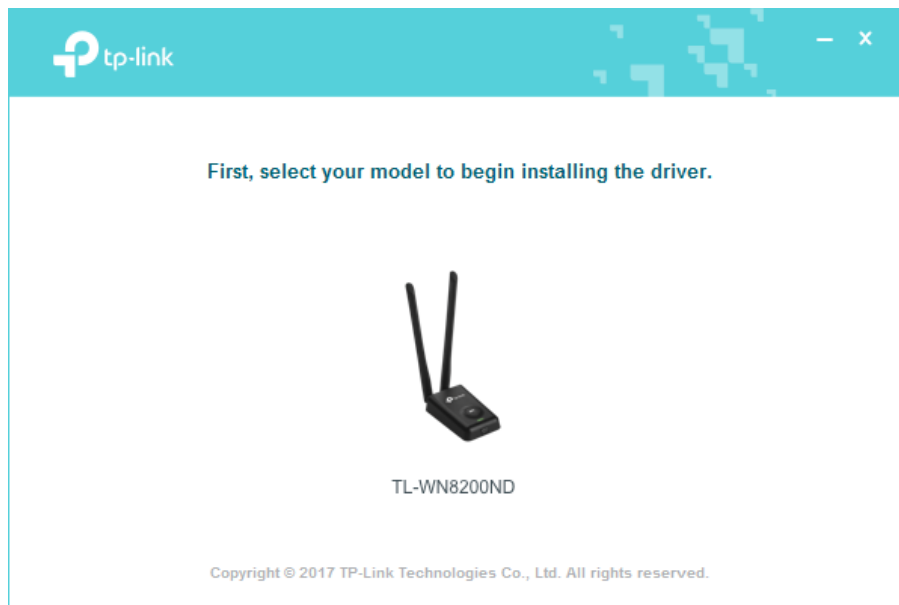 tp-link
First, select your model to begin installing the driver.
TL-WN8200ND
Copyright © 2017 TP-Link Technologies Co., Ltd. All rights reserved.